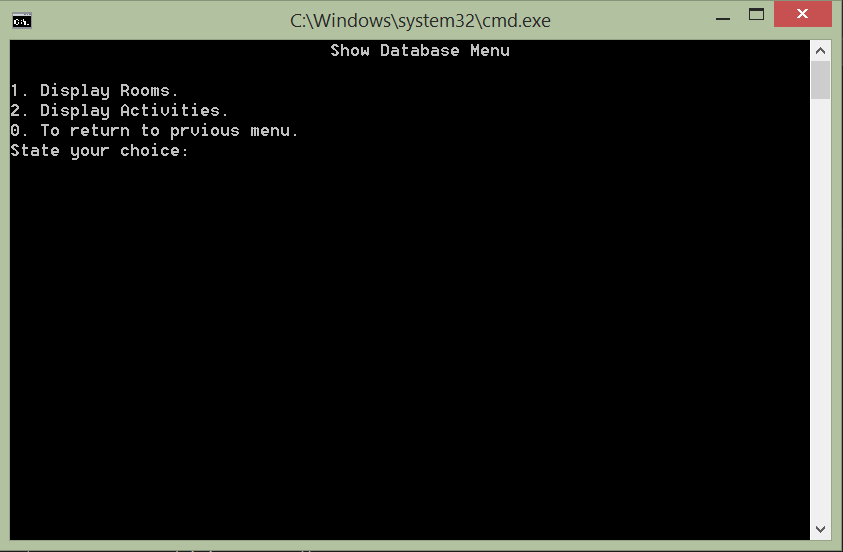 C:\Windows\system32\cmd.exe
Show Database Menu
1. Display Rooms.
2. Display Activities.
0. To return to prvious menu.
State your choice: